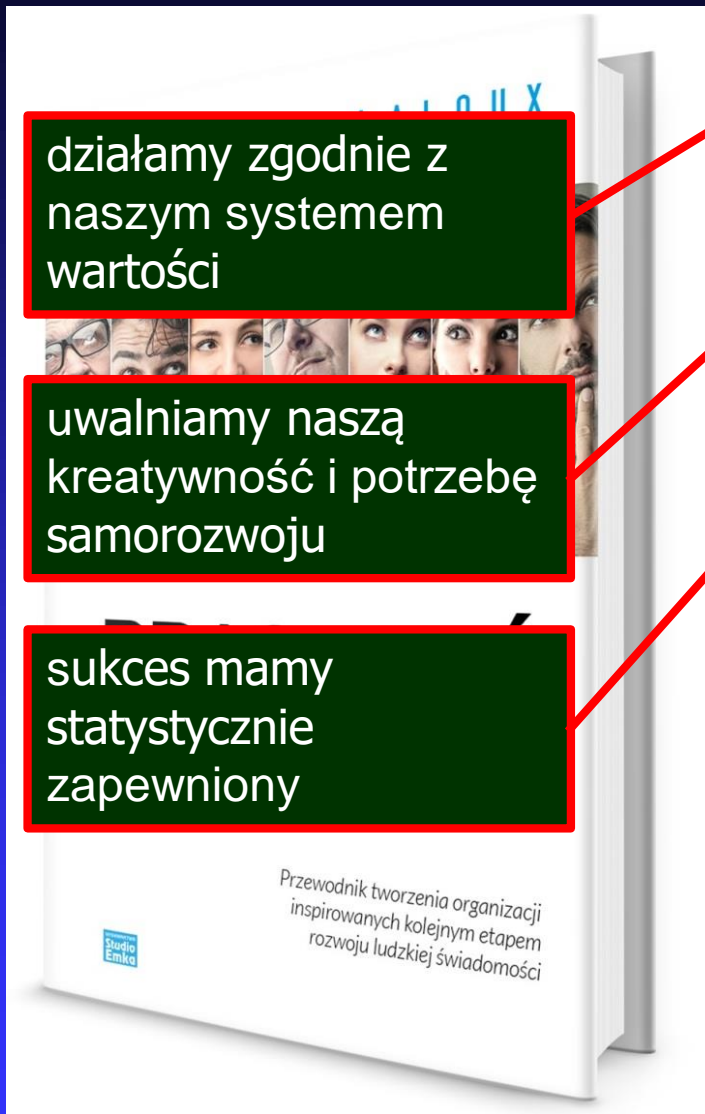 działamy zgodnie z
naszym systemem
wartości
uwalniamy naszą
kreatywność i potrzebę
samorozwoju
sukces mamy
statystycznie
zapewniony
Przewodnik tworzenia organizacji
inspirowanych kolejnym etapem
rozwoju ludzkiej świadomości
Studio
Emka